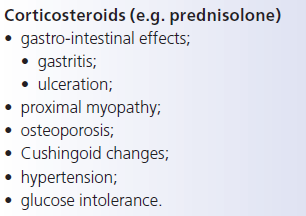 Corticosteroids (e.g. prednisolone)
• gastro-intestinal effects;
• gastritis;
• ulceration;
• proximal myopathy;
• osteoporosis;
• Cushingoid changes;
• hypertension;
• glucose intolerance.